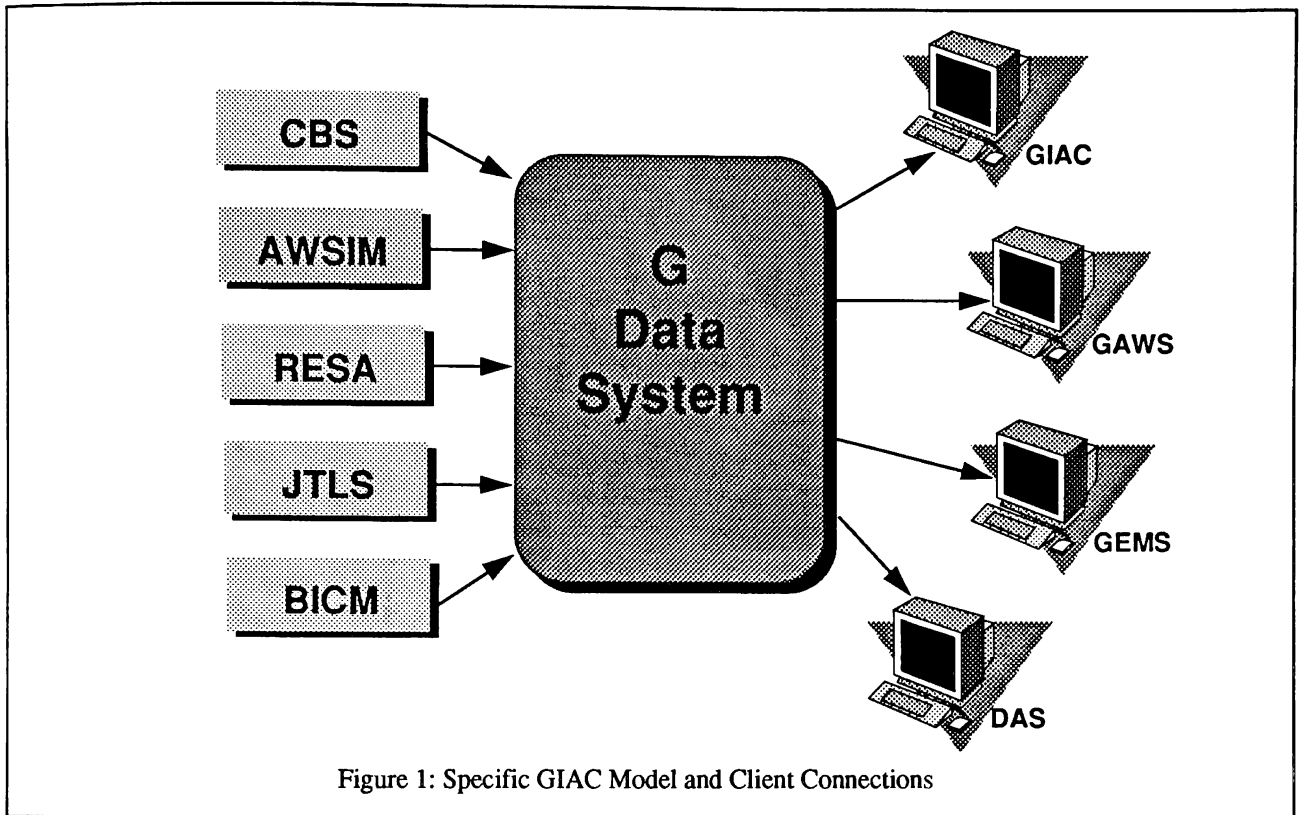 CBS
AWSIM
RESA
JTLS
BICM
G
Data
System
GIAC
GAWS
GEMS
DAS
Figure 1: Specific GIAC Model and Client Connections